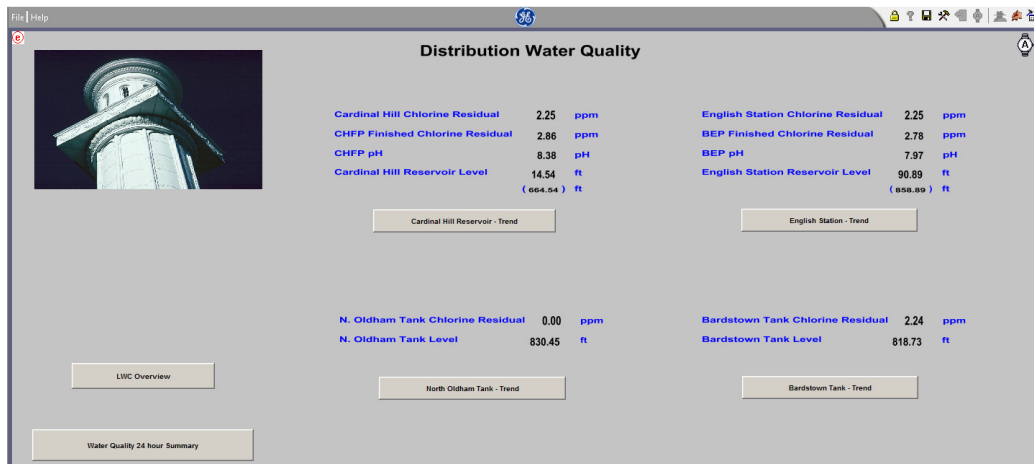 File Help
Distribution Water Quality
Cardinal Hill Chlorine Residual 2.25 ppm
CHFP Finished Chlorine Residual 2.86 ppm
CHFP pH 8.38 pH
Cardinal Hill Reservoir Level 14.54 ft
( 664.54 ) ft
Cardinal Hill Reservoir - Trend
English Station Chlorine Residual 2.25 ppm
BEP Finished Chlorine Residual 2.78 ppm
BEP pH 7.97 pH
English Station Reservoir Level 90.89 ft
( 858.89 ) ft
English Station - Trend
N. Oldham Tank Chlorine Residual 0.00 ppm
N. Oldham Tank Level 830.45 ft
North Oldham Tank - Trend
Bardstown Tank Chlorine Residual 2.24 ppm
Bardstown Tank Level 818.73 ft
Bardstown Tank - Trend
LWC Overview
Water Quality 24 hour Summary
e
A